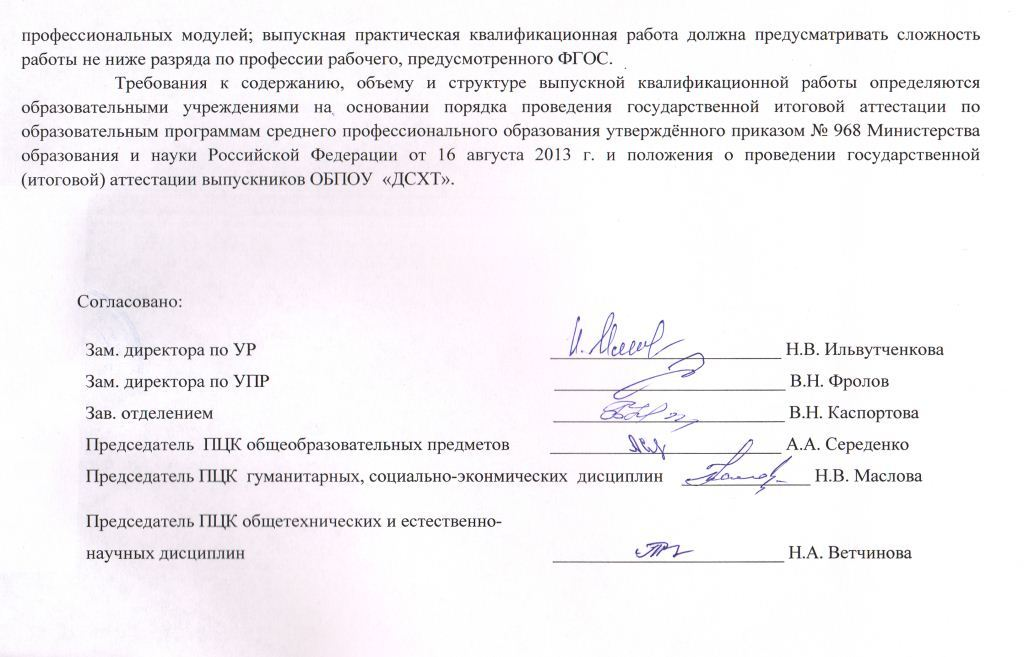 профессиональных модулей; выпускная практическая квалификационная работа должна предусматривать сложность
работы не ниже разряда по профессии рабочего, предусмотренного ФГОС.
Требования к содержанию, объему и структуре выпускной квалификационной работы определяются
образовательными учреждениями на основании порядка проведения государственной итоговой аттестации по
образовательным программам среднего профессионального образования утверждённого приказом № 968 Министерства
образования и науки Российской Федерации от 16 августа 2013 г. и положения о проведении государственной
(итоговой) аттестации выпускников ОБПОУ «ДСХТ».
Согласовано:
Зам. директора по УР Н.В. Ильвутченкова
Зам. директора по УПР В.Н. Фролов
Зав. отделением В.Н. Каспортова
Председатель ПЦК общеобразовательных предметов А.А. Середенко
Председатель ПЦК гуманитарных, социально-эконмических дисциплин Н.В. Маслова
Председатель ПЦК общетехнических и естественно-
научных дисциплин Н.А. Ветчинова